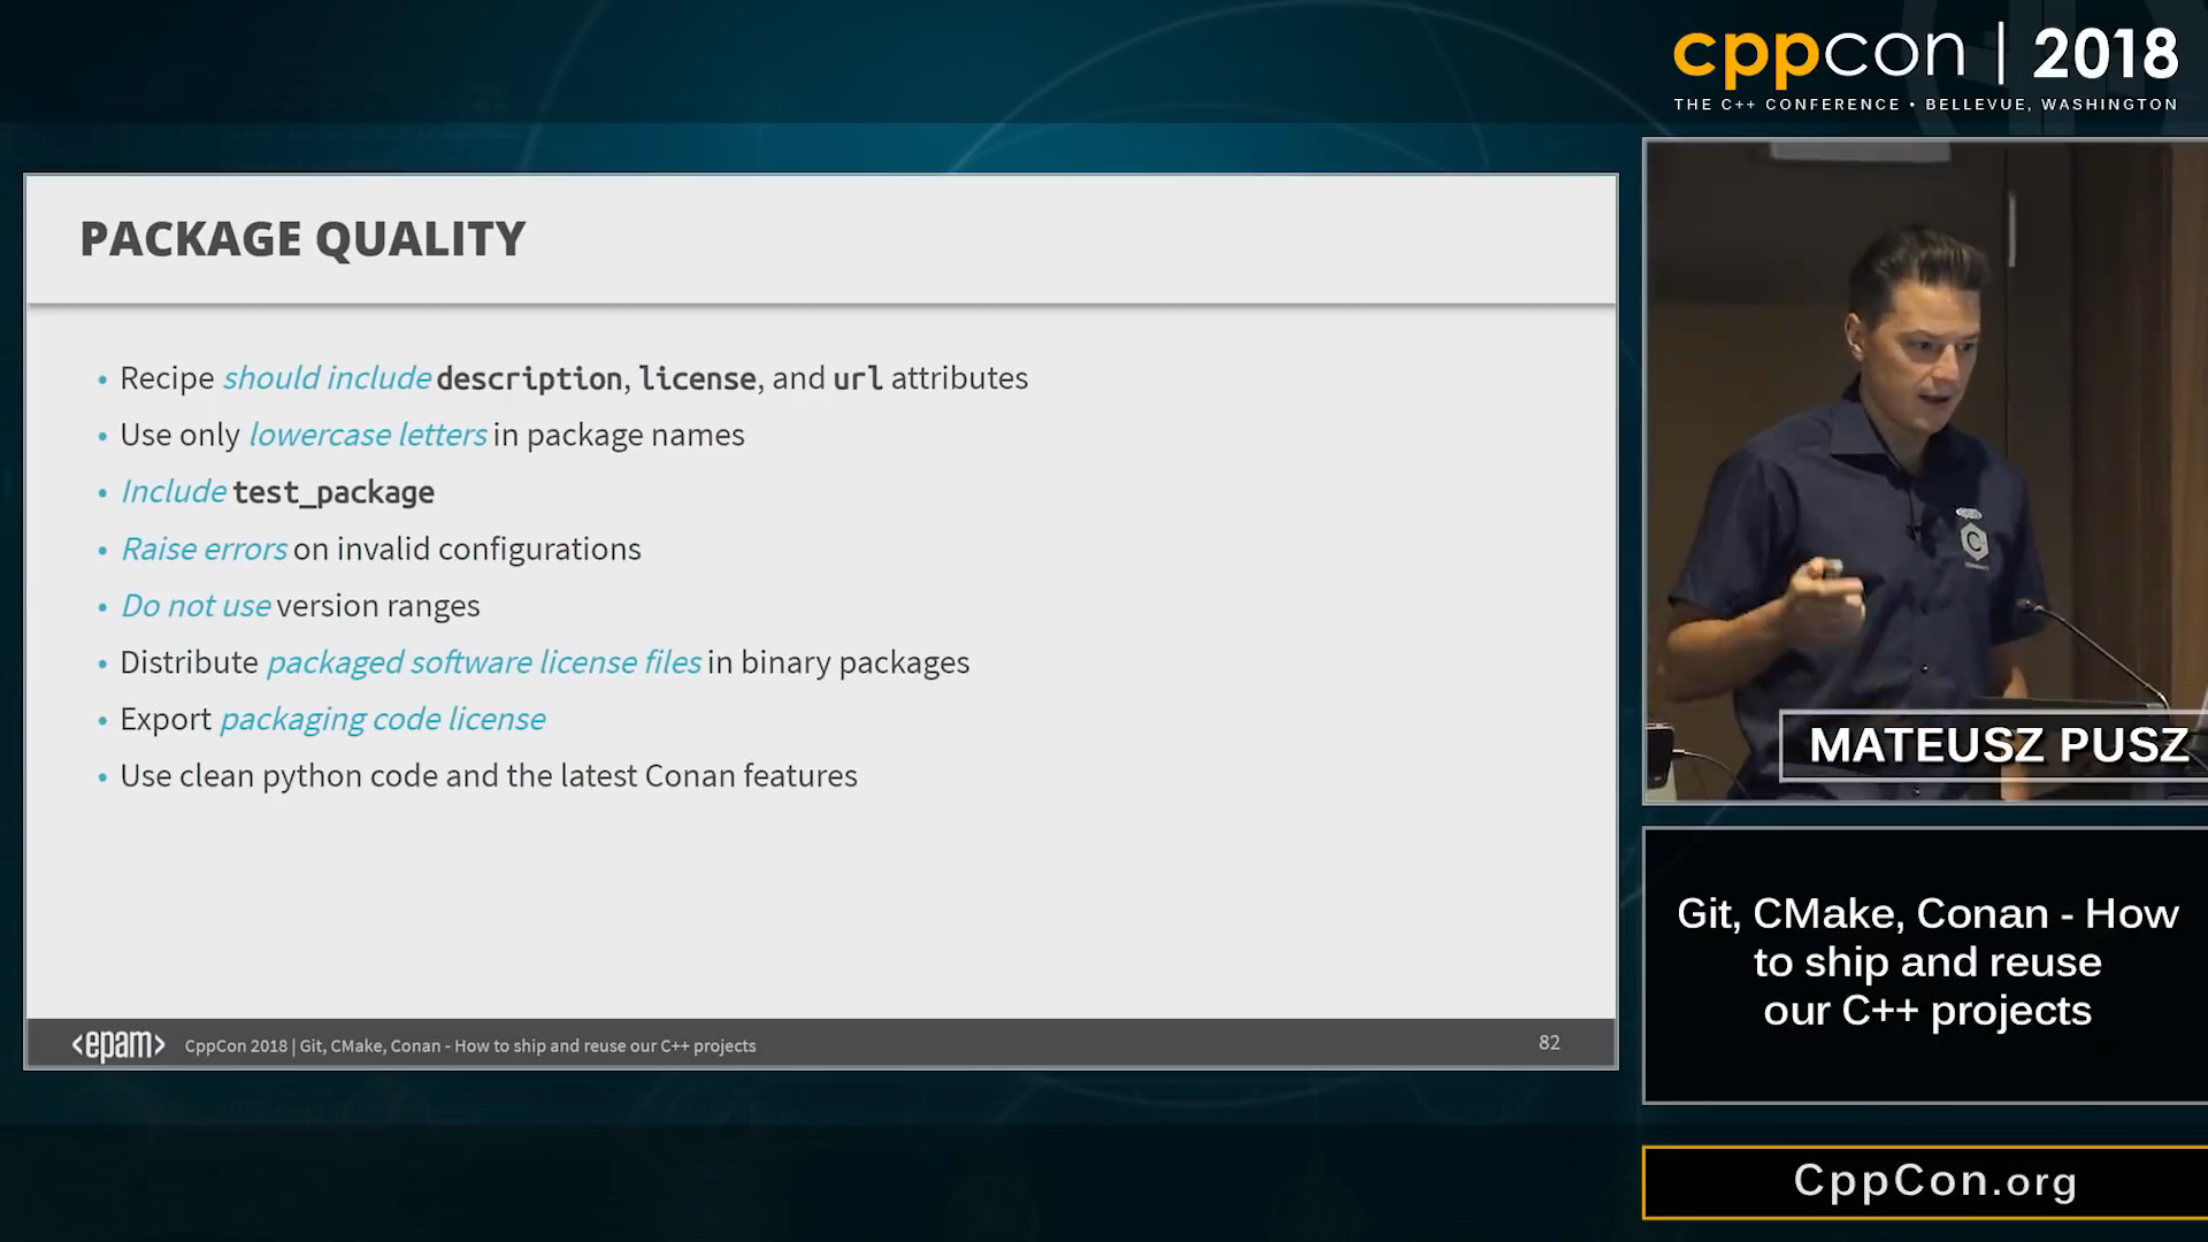 cppcon | 2018
THE C++ CONFERENCE • BELLEVUE, WASHINGTON
PACKAGE QUALITY
• Recipe should include description, license, and url attributes
• Use only lowercase letters in package names
• Include test_package
• Raise errors on invalid configurations
• Do not use version ranges
• Distribute packaged software license files in binary packages
• Export packaging code license
• Use clean python code and the latest Conan features
<epam> CppCon 2018 | Git, CMake, Conan - How to ship and reuse our C++ projects 82
MATEUSZ PUSZ
Git, CMake, Conan - How
to ship and reuse
our C++ projects
CppCon.org